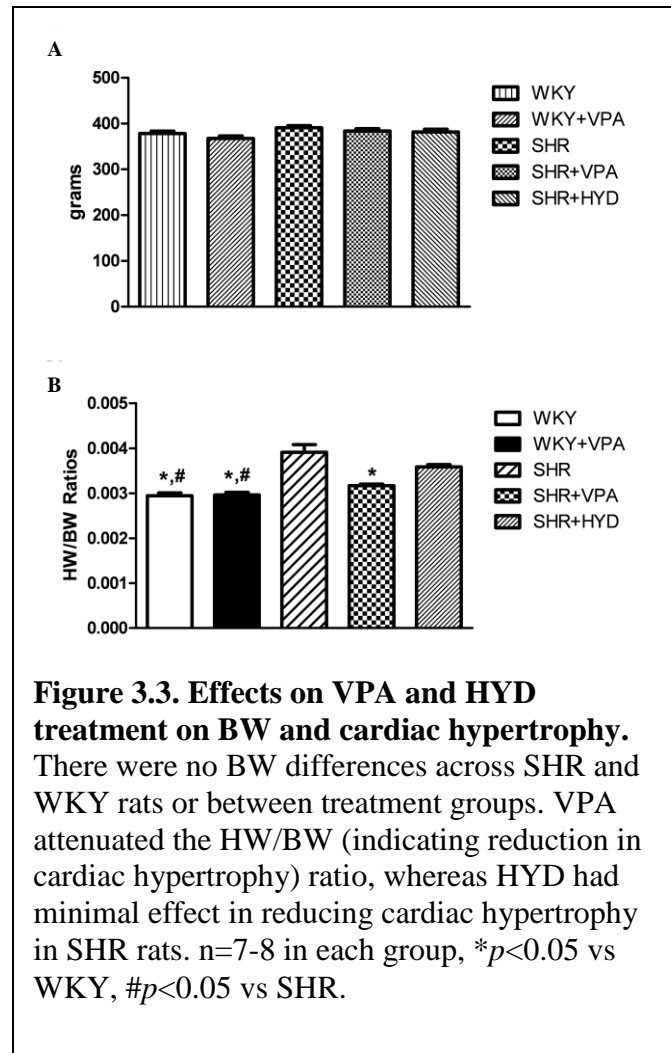 A
500
400
300
200
100
0
grams
WKY
WKY+VPA
SHR
SHR+VPA
SHR+HYD
B
0.005
0.004
0.003
0.002
0.001
0.000
HW/BW Ratios
*,#
*,#
*
WKY
WKY+VPA
SHR
SHR+VPA
SHR+HYD
Figure 3.3. Effects on VPA and HYD
treatment on BW and cardiac hypertrophy.
There were no BW differences across SHR and
WKY rats or between treatment groups. VPA
attenuated the HW/BW (indicating reduction in
cardiac hypertrophy) ratio, whereas HYD had
minimal effect in reducing cardiac hypertrophy
in SHR rats. n=7-8 in each group, *p<0.05 vs
WKY, #p<0.05 vs SHR.